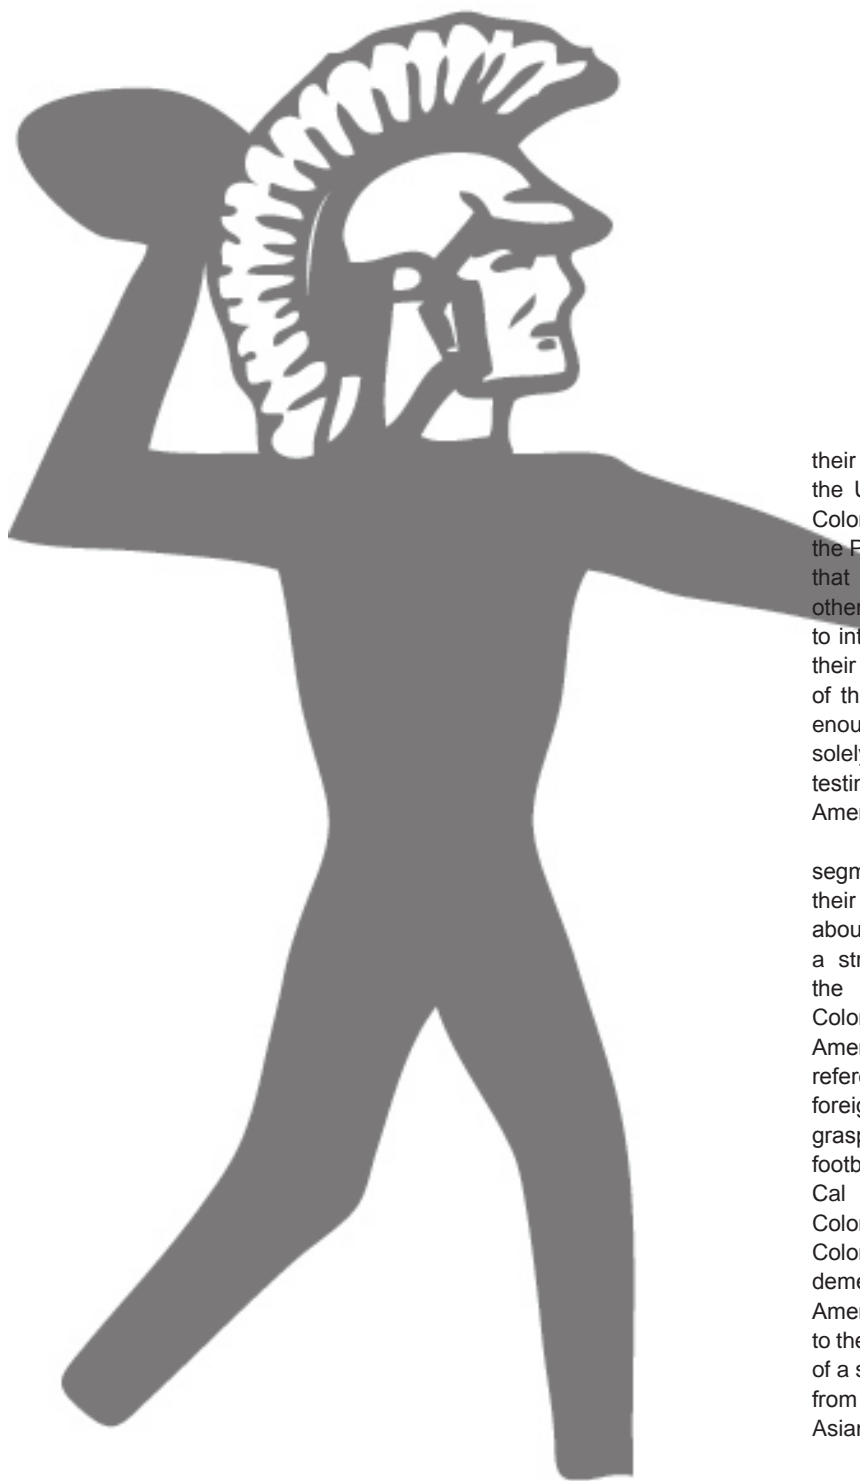 their
the U
Color
the P
that
other
to int
their
of th
enou
solely
testin
Amer
segm
their
abou
a str
the
Color
Amer
refere
foreig
grasp
footb
Cal
Color
Color
deme
Amer
to the
of a s
from
Asian